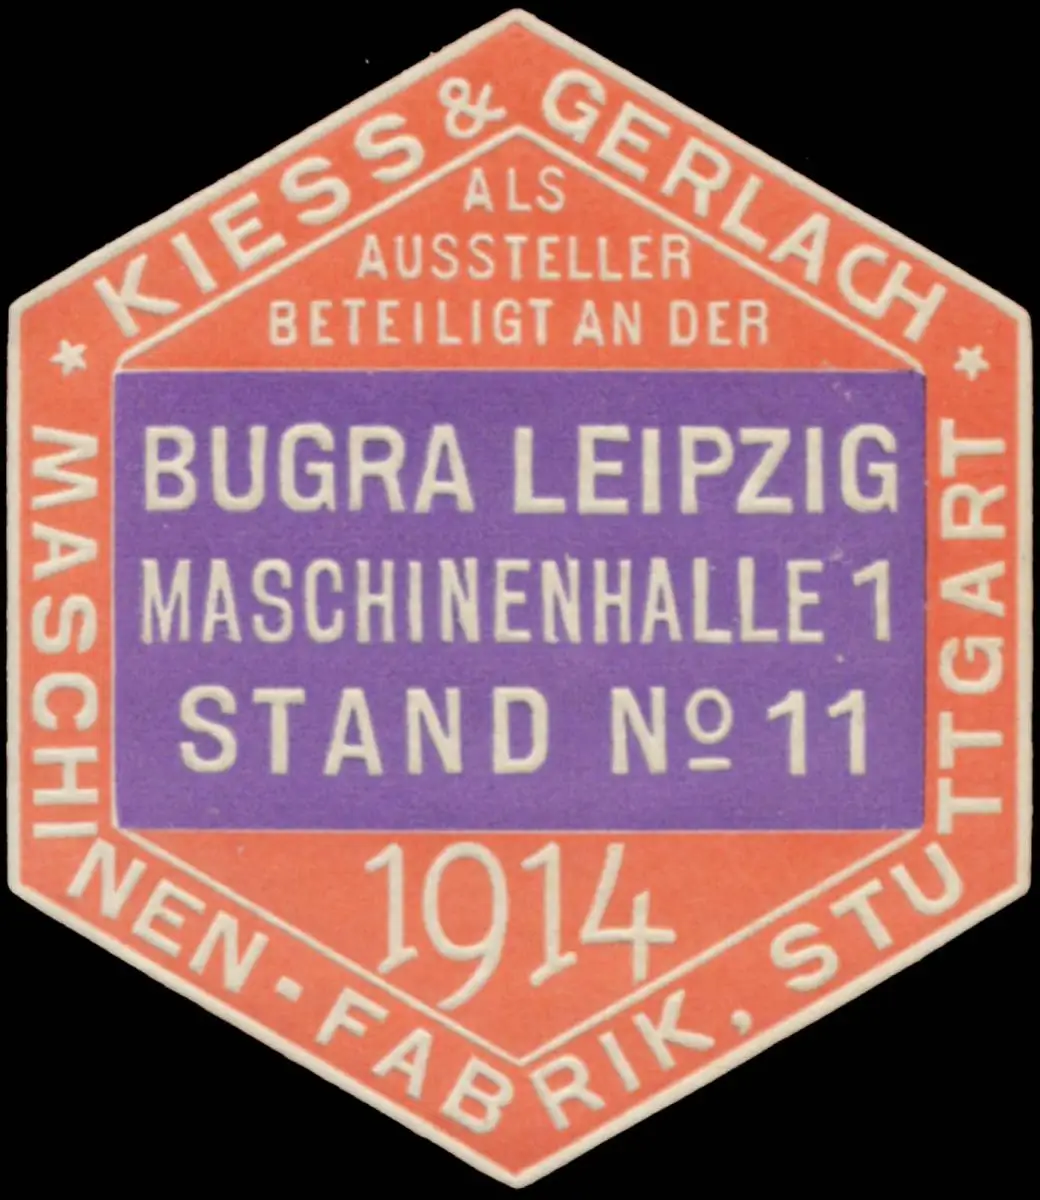 KIESS & GERLACH
ALS
AUSSTELLER
BETEILIGT AN DER
BUGRA LEIPZIG
MASCHINENHALLE 1
STAND No 11
1914
MASCHINEN-FABRIK, STUTTGART